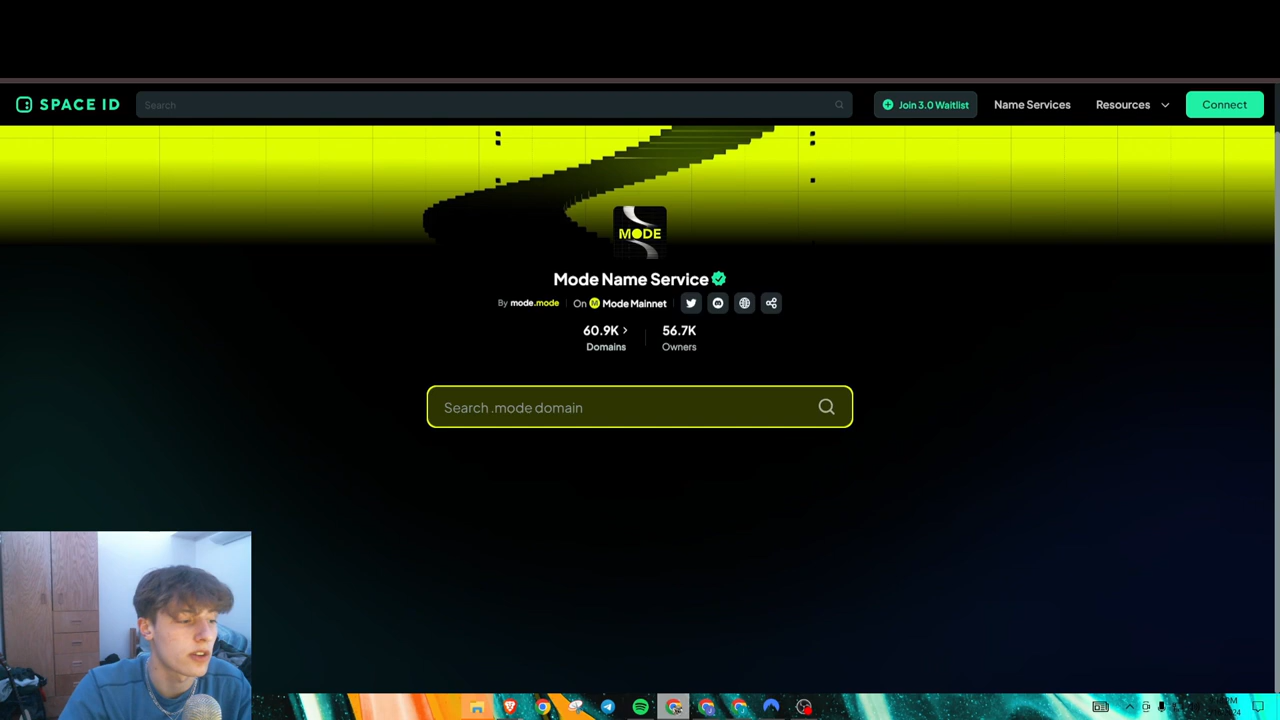 SPACE ID
Search
Join 3.0 Waitlist
Name Services
Resources
Connect
MODE
Mode Name Service
By mode.mode
On Mode Mainnet
60.9K >
Domains
56.7K
Owners
Search .mode domain